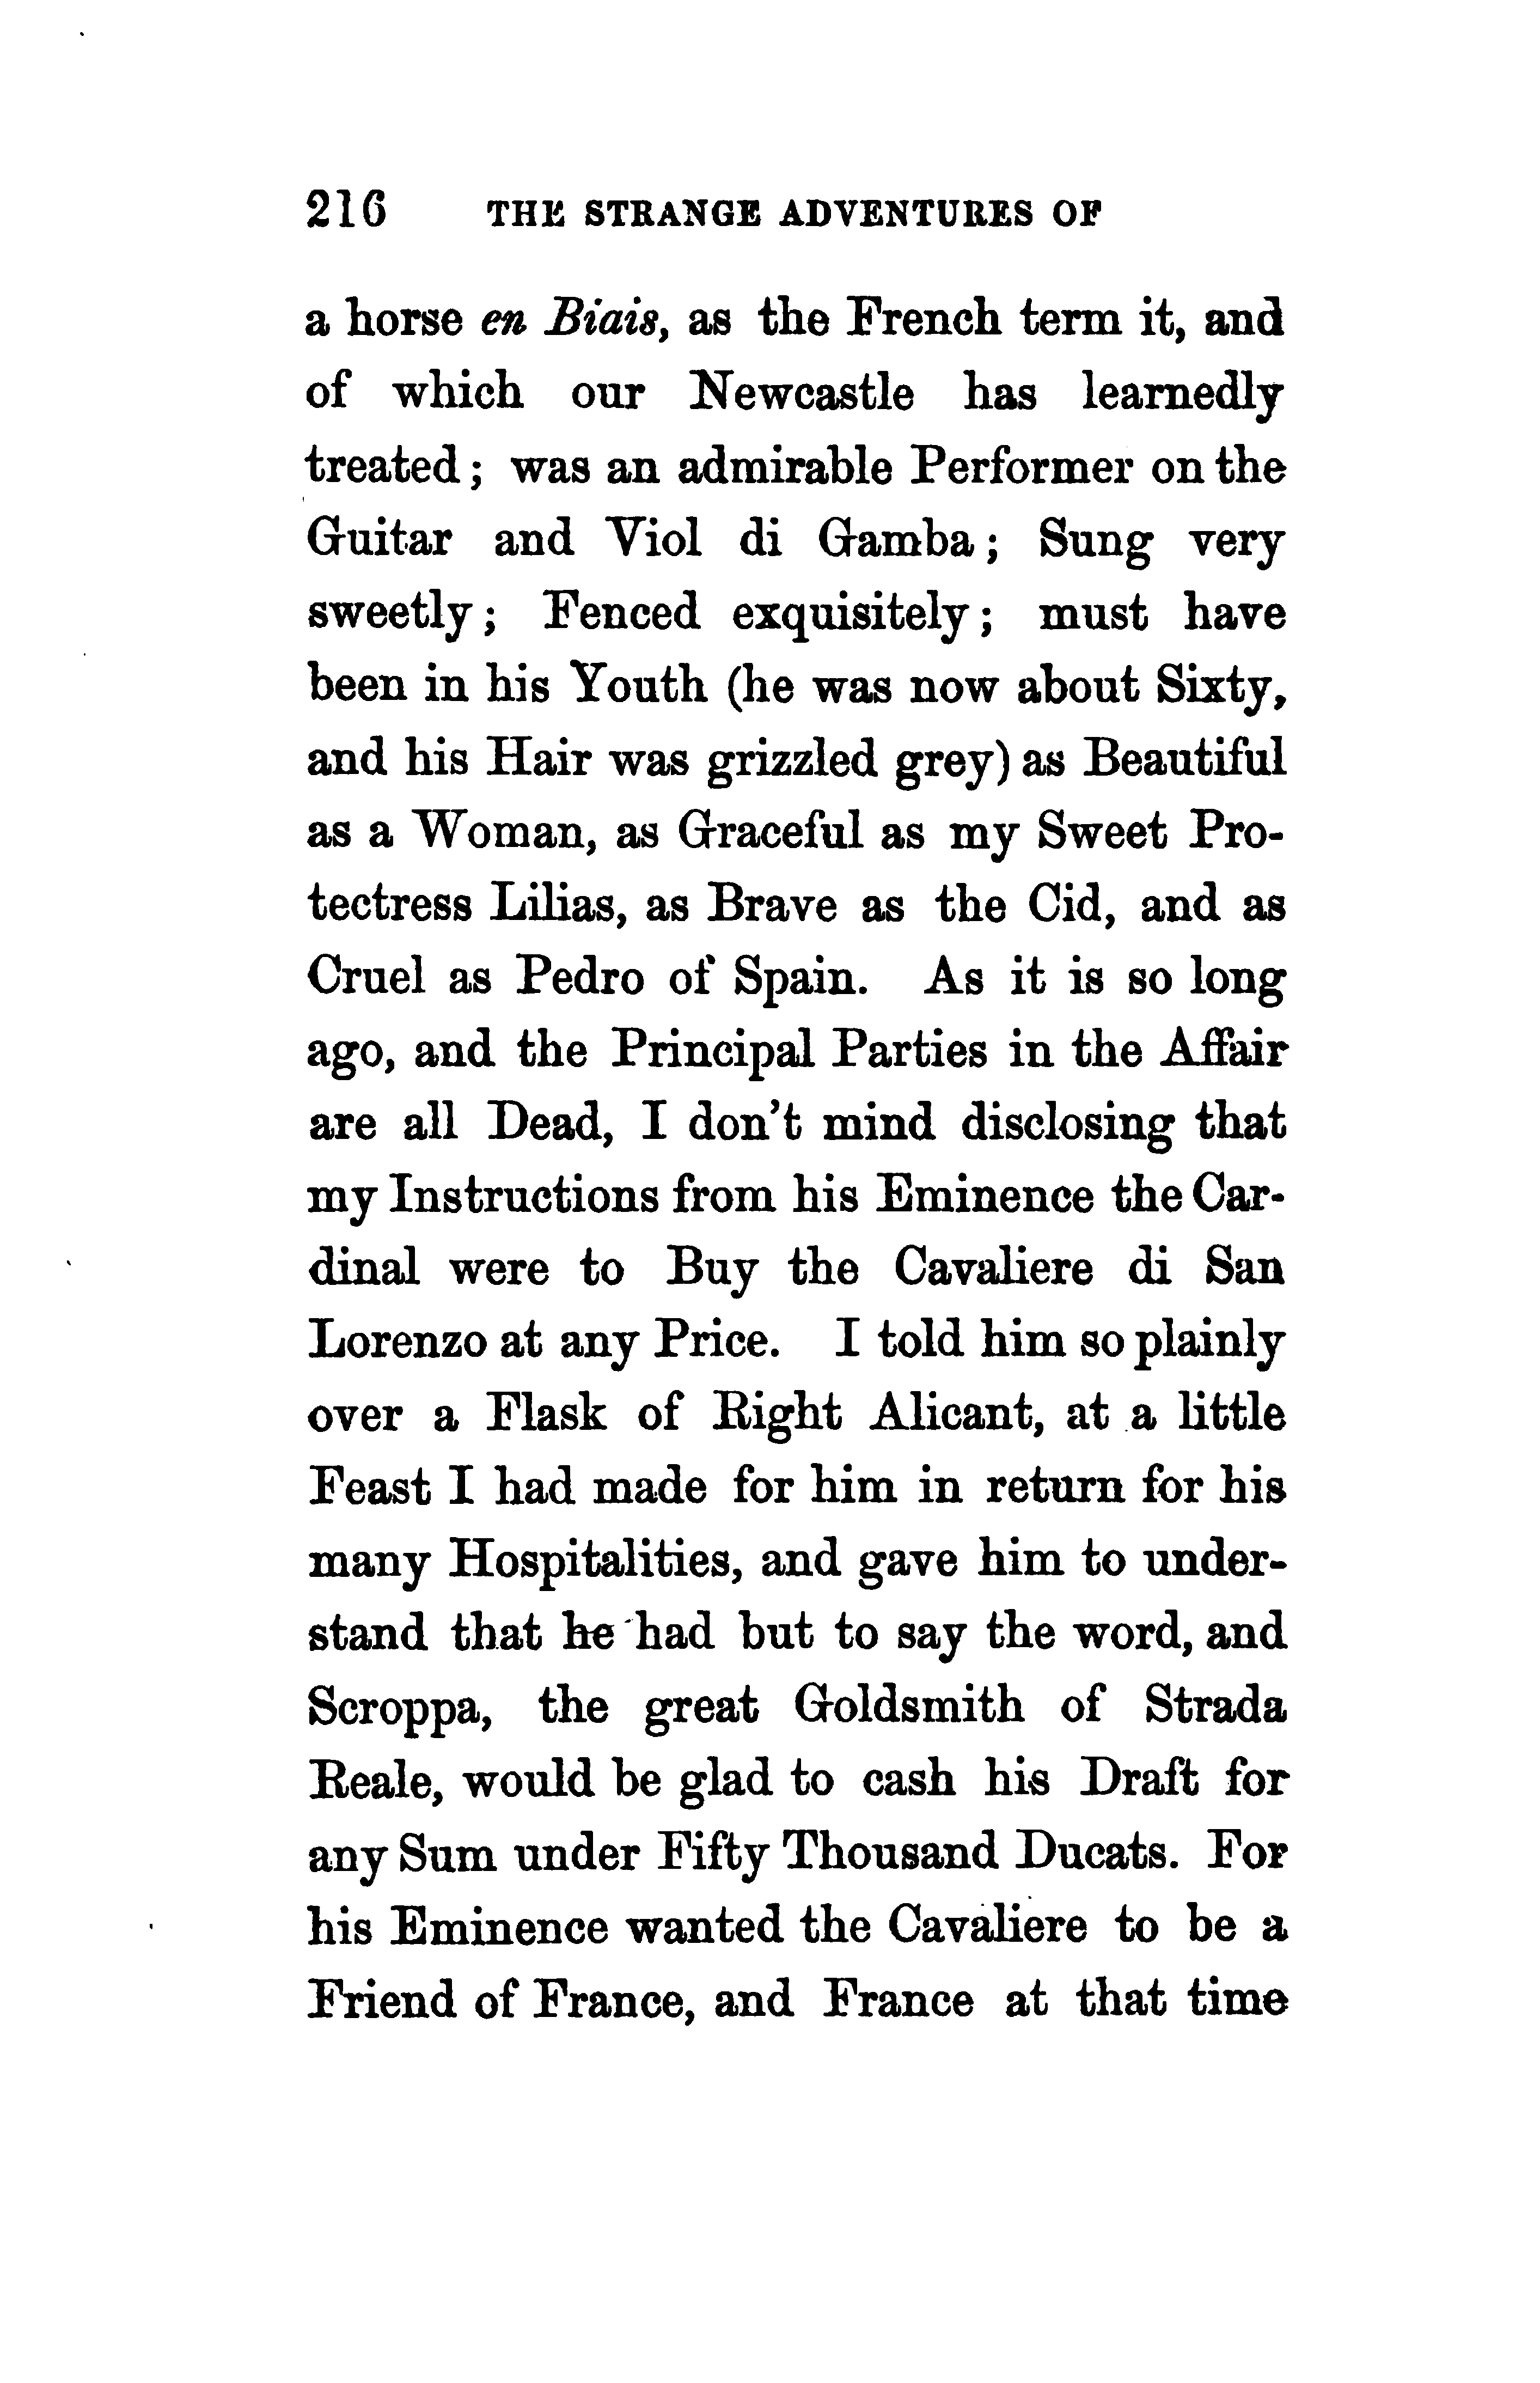 216 THE STRANGE ADVENTURES OF
a horse en Biais, as the French term it, and
of which our Newcastle has learnedly
treated; was an admirable Performer on the
Guitar and Viol di Gamba; Sung very
sweetly; Fenced exquisitely; must have
been in his Youth (he was now about Sixty,
and his Hair was grizzled grey) as Beautiful
as a Woman, as Graceful as my Sweet Pro-
tectress Lilias, as Brave as the Cid, and as
Cruel as Pedro of Spain. As it is so long
ago, and the Principal Parties in the Affair
are all Dead, I don't mind disclosing that
my Instructions from his Eminence the Car-
dinal were to Buy the Cavaliere di San
Lorenzo at any Price. I told him so plainly
over a Flask of Right Alicant, at a little
Feast I had made for him in return for his
many Hospitalities, and gave him to under-
stand that he had but to say the word, and
Scroppa, the great Goldsmith of Strada
Reale, would be glad to cash his Draft for
any Sum under Fifty Thousand Ducats. For
his Eminence wanted the Cavaliere to be a
Friend of France, and France at that time